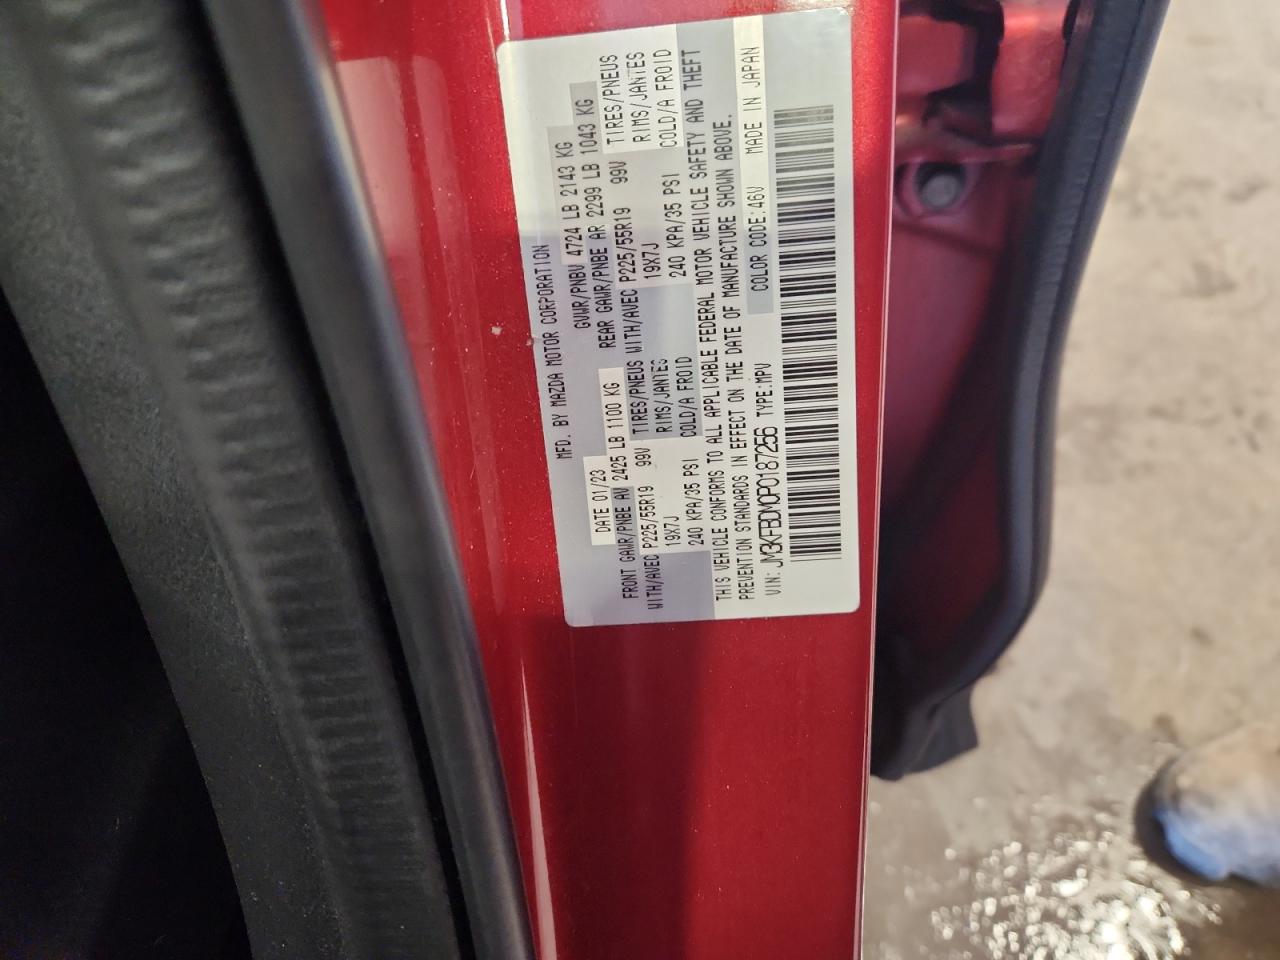 MFD. BY MAZDA MOTOR CORPORATION
DATE 01/23 GVWR/PNBV 4724 LB 2143 KG
FRONT GAWR/PNBE AV 2425 LB 1100 KG REAR GAWR/PNBE AR 2299 LB 1043 KG
WITH/AVEC P225/55R19 99V TIRES/PNEUS WITH/AVEC P225/55R19 99V TIRES/PNEUS
19X7J RIMS/JANTES 19X7J RIMS/JANTES
240 KPA/35 PSI COLD/A FROID 240 KPA/35 PSI COLD/A FROID
THIS VEHICLE CONFORMS TO ALL APPLICABLE FEDERAL MOTOR VEHICLE SAFETY AND THEFT
PREVENTION STANDARDS IN EFFECT ON THE DATE OF MANUFACTURE SHOWN ABOVE.
VIN: JM3KFBDM0P0187256 TYPE:MPV COLOR CODE:46V MADE IN JAPAN